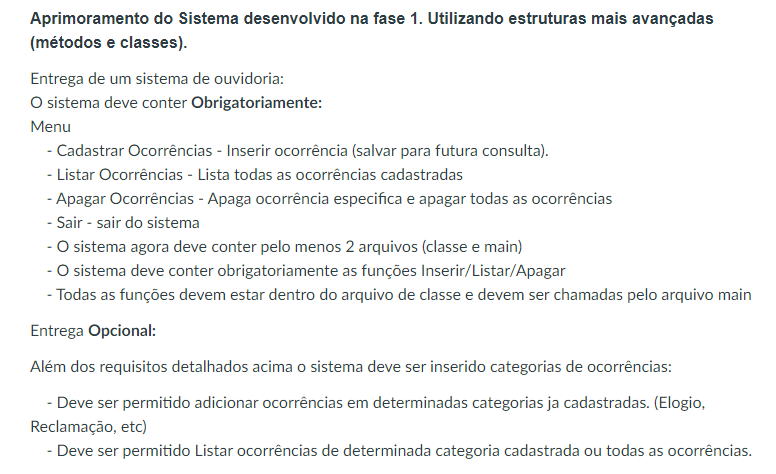 Aprimoramento do Sistema desenvolvido na fase 1. Utilizando estruturas mais avançadas
(métodos e classes).
Entrega de um sistema de ouvidoria:
O sistema deve conter Obrigatoriamente:
Menu
- Cadastrar Ocorrências - Inserir ocorrência (salvar para futura consulta).
- Listar Ocorrências - Lista todas as ocorrências cadastradas
- Apagar Ocorrências - Apaga ocorrência especifica e apagar todas as ocorrências
- Sair - sair do sistema
- O sistema agora deve conter pelo menos 2 arquivos (classe e main)
- O sistema deve conter obrigatoriamente as funções Inserir/Listar/Apagar
- Todas as funções devem estar dentro do arquivo de classe e devem ser chamadas pelo arquivo main
Entrega Opcional:
Além dos requisitos detalhados acima o sistema deve ser inserido categorias de ocorrências:
- Deve ser permitido adicionar ocorrências em determinadas categorias ja cadastradas. (Elogio,
Reclamação, etc)
- Deve ser permitido Listar ocorrências de determinada categoria cadastrada ou todas as ocorrências.